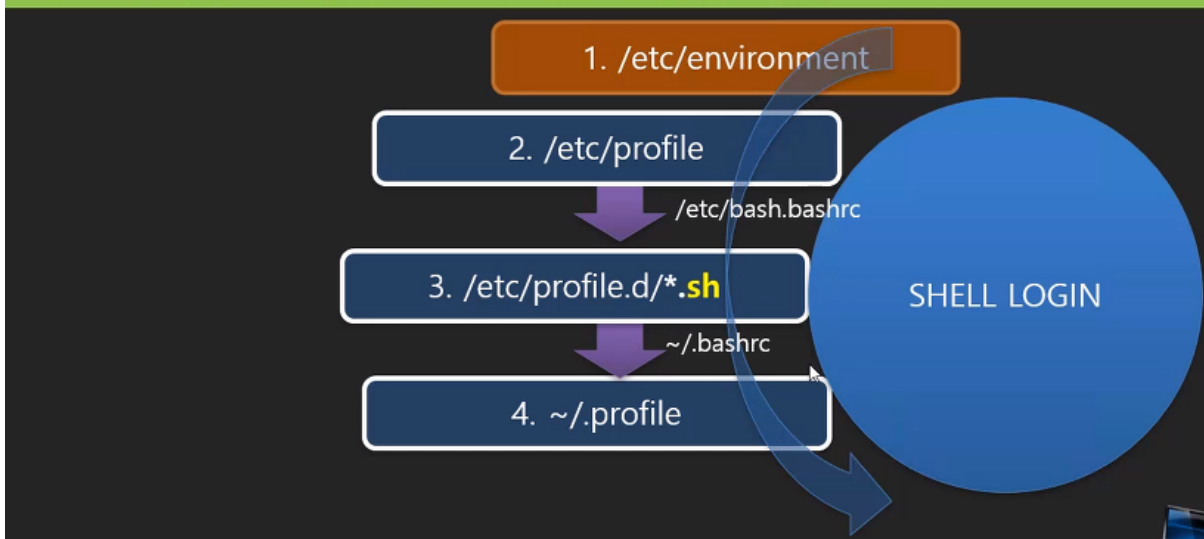 1. /etc/environment
2. /etc/profile
/etc/bash.bashrc
3. /etc/profile.d/*.sh
SHELL LOGIN
~/.bashrc
4. ~/.profile